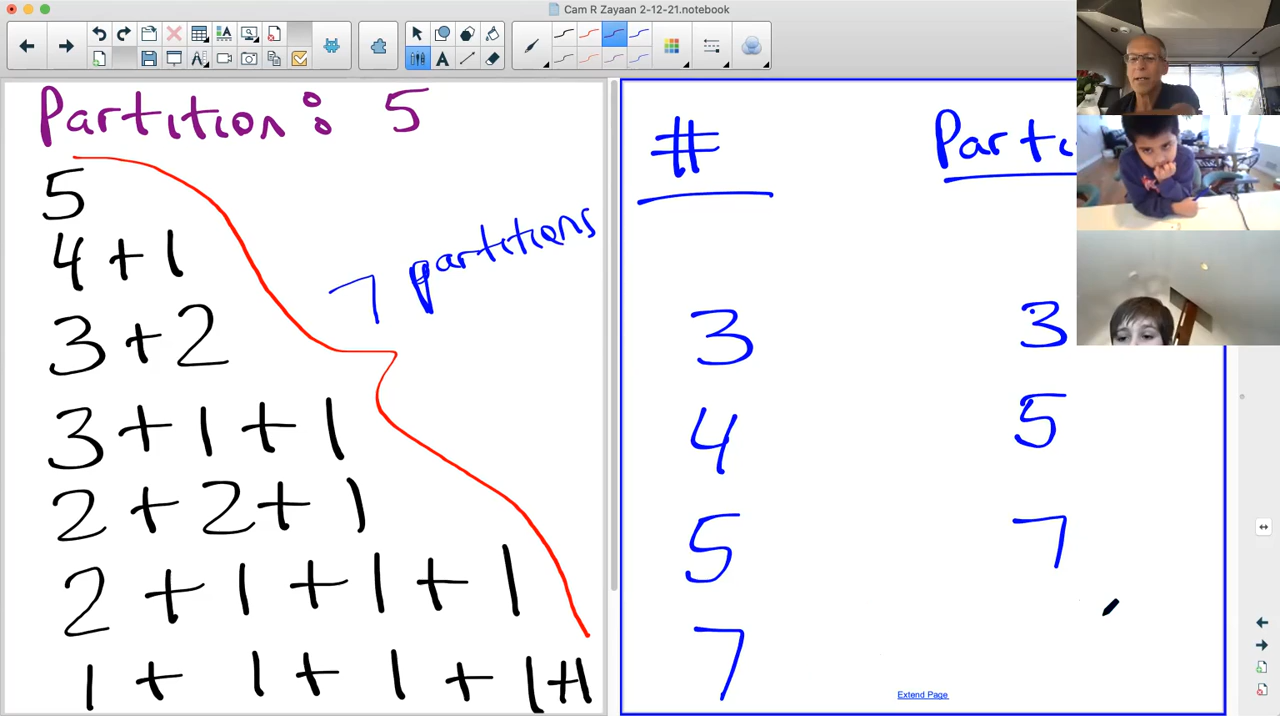 Cam R Zayaan 2-12-21.notebook
Partition: 5
5
4 + 1
3 + 2
3 + 1 + 1
2 + 2 + 1
2 + 1 + 1 + 1
1 + 1 + 1 + 1 + 1
7 partitions
# Parti
3 3
4 5
5 7
7
Extend Page